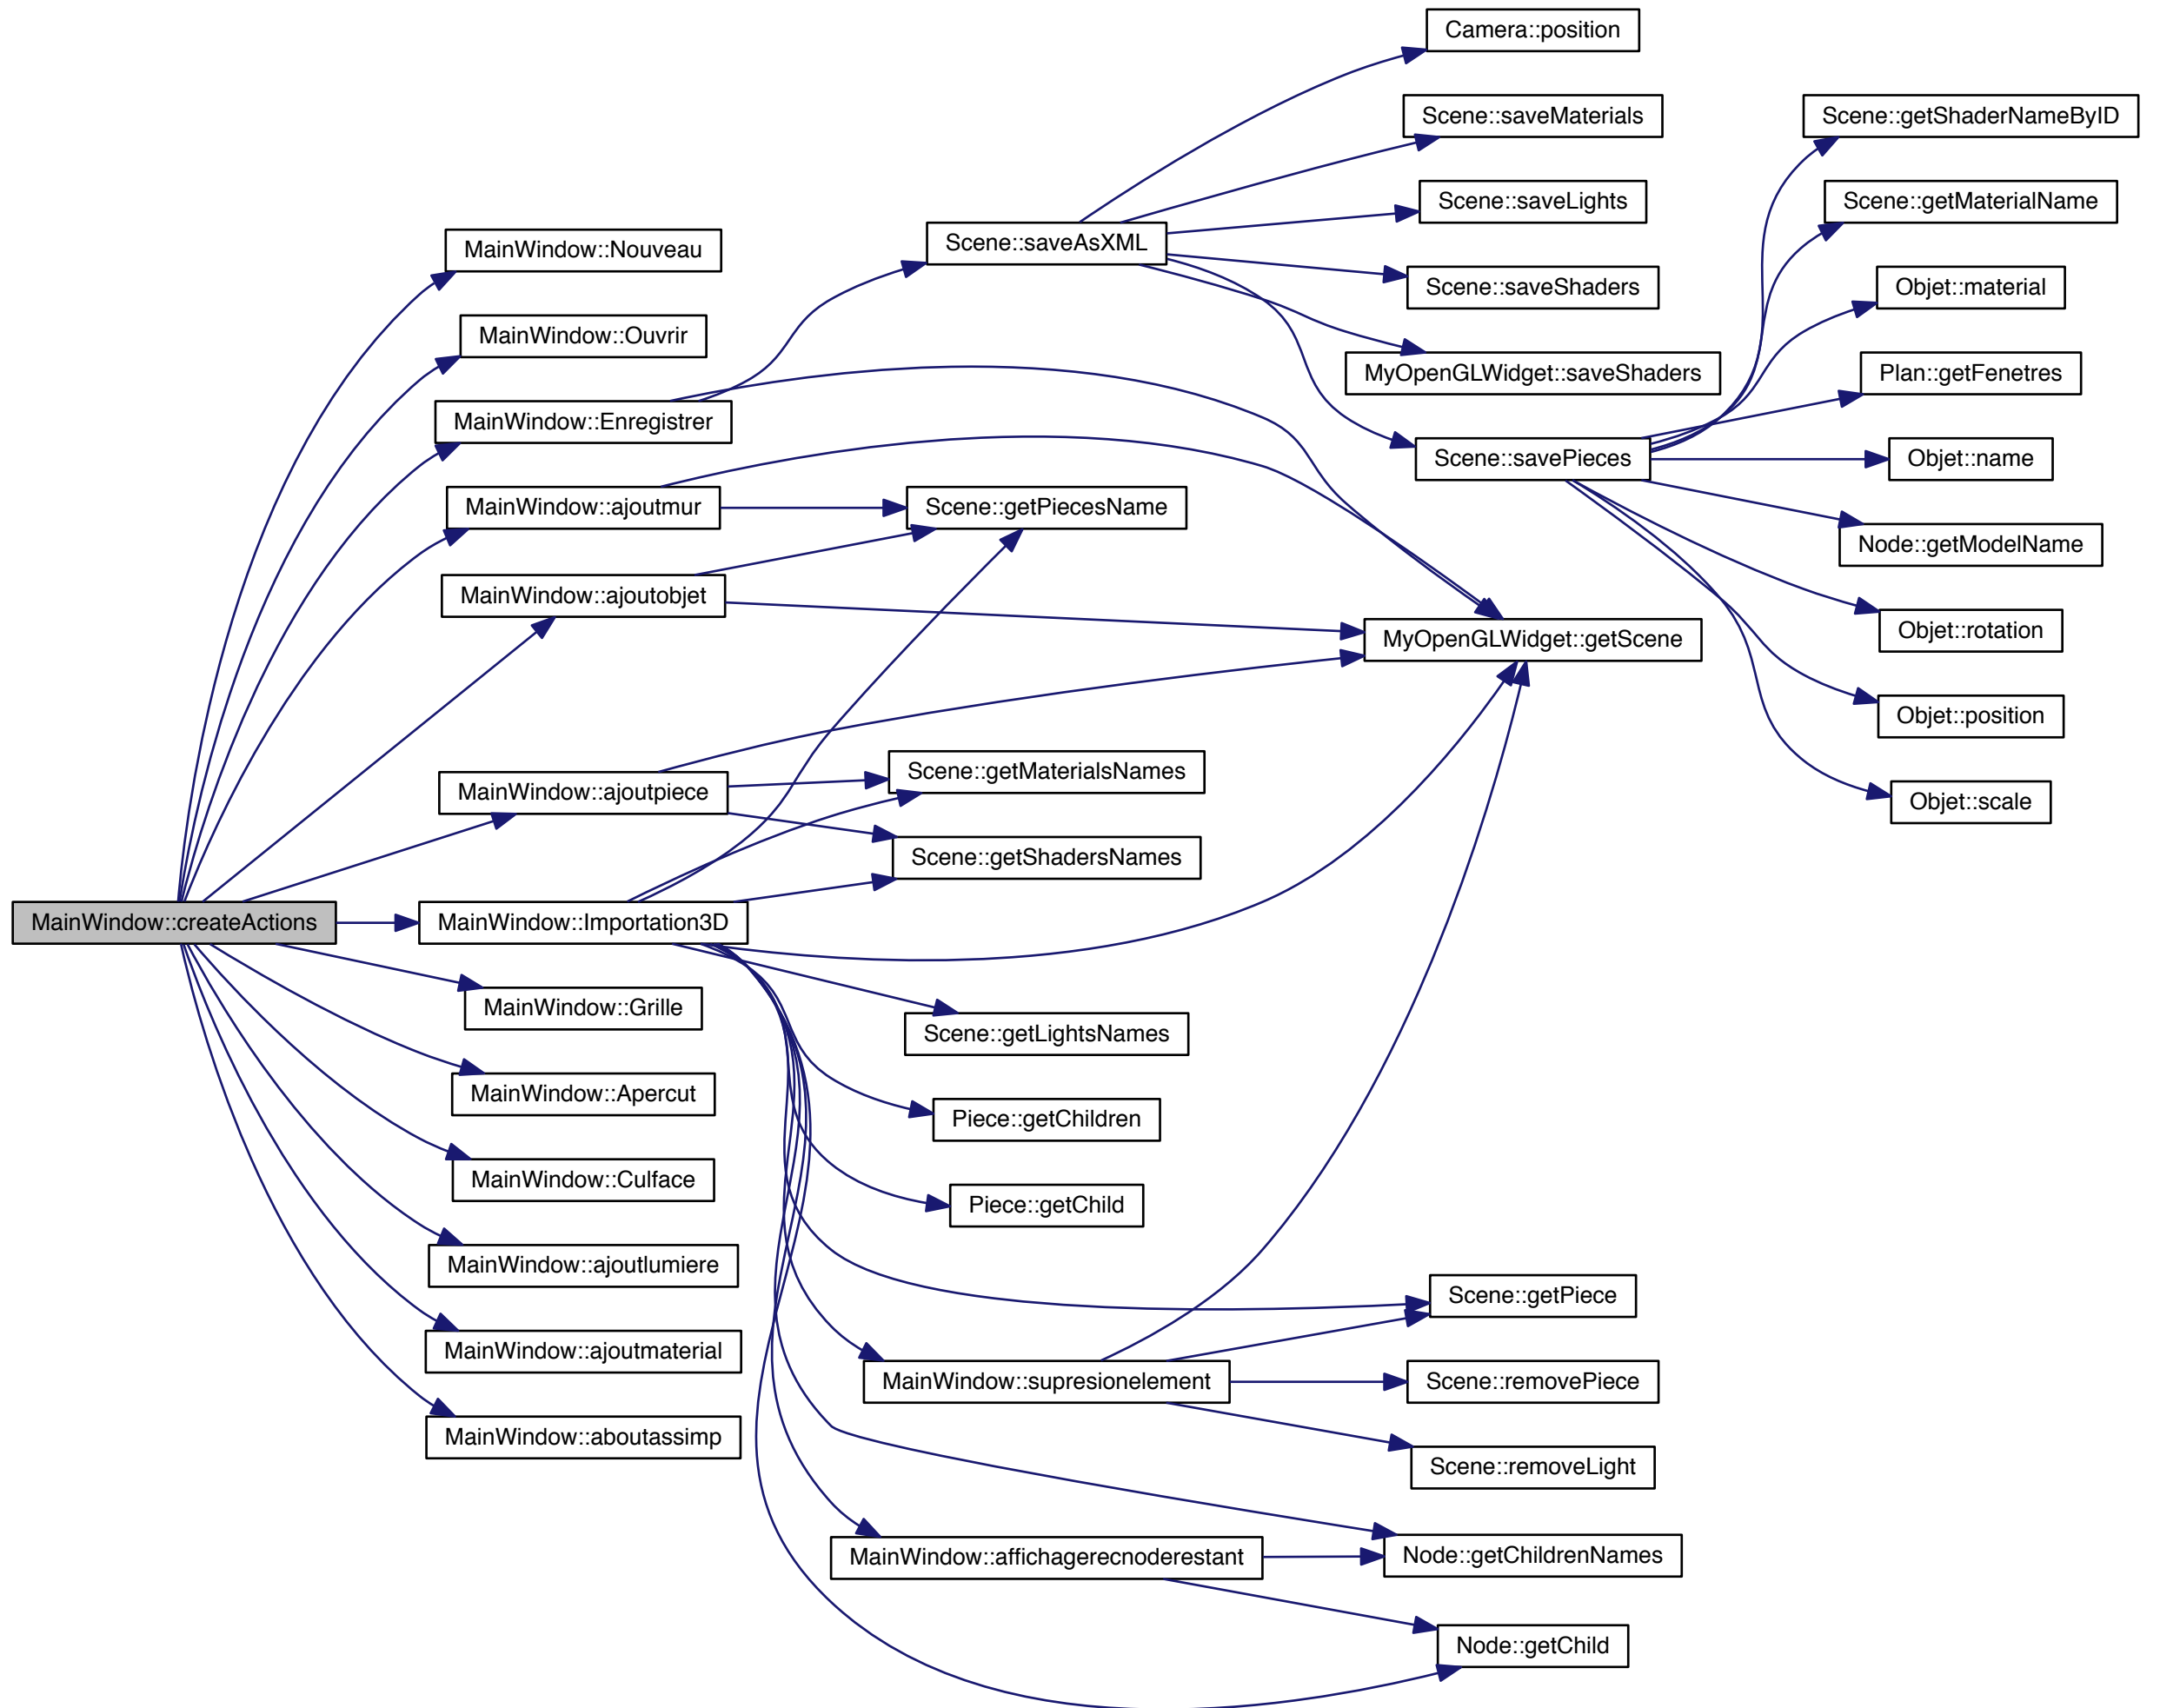 MainWindow::createActions
MainWindow::Nouveau
MainWindow::Ouvrir
MainWindow::Enregistrer
MainWindow::ajoutmur
MainWindow::ajoutobjet
MainWindow::ajoutpiece
MainWindow::Importation3D
MainWindow::Grille
MainWindow::Apercut
MainWindow::Culface
MainWindow::ajoutlumiere
MainWindow::ajoutmaterial
MainWindow::aboutassimp
Scene::saveAsXML
Scene::getPiecesName
Scene::getMaterialsNames
Scene::getShadersNames
Scene::getLightsNames
Piece::getChildren
Piece::getChild
MainWindow::supresionelement
MainWindow::affichagerecnoderestant
Camera::position
Scene::saveMaterials
Scene::saveLights
Scene::saveShaders
MyOpenGLWidget::saveShaders
Scene::savePieces
MyOpenGLWidget::getScene
Scene::getPiece
Scene::removePiece
Scene::removeLight
Node::getChildrenNames
Node::getChild
Scene::getShaderNameByID
Scene::getMaterialName
Objet::material
Plan::getFenetres
Objet::name
Node::getModelName
Objet::rotation
Objet::position
Objet::scale